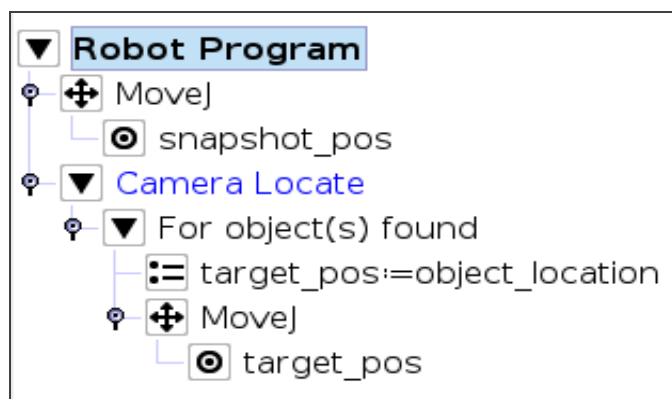 Robot Program
MoveJ
snapshot_pos
Camera Locate
For object(s) found
target_pos:=object_location
MoveJ
target_pos